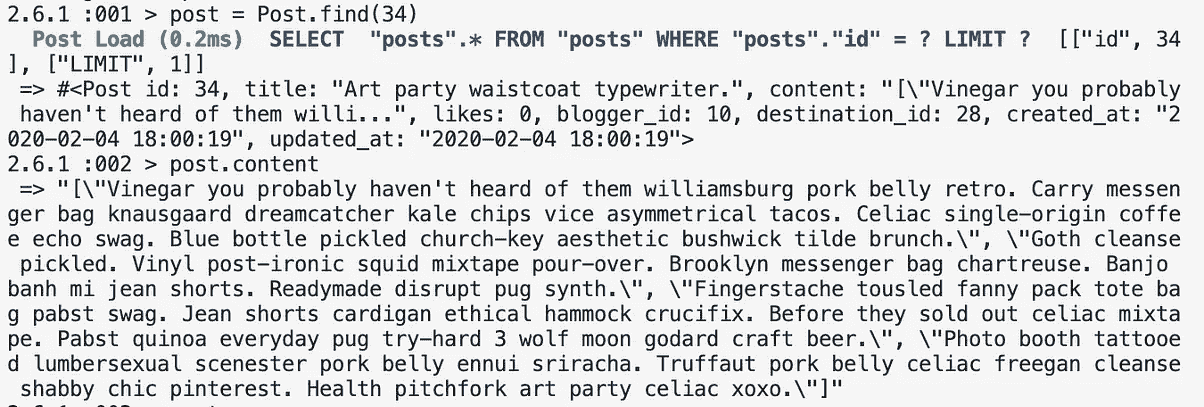 2.6.1 :001 > post = Post.find(34)
  Post Load (0.2ms)  SELECT  "posts".* FROM "posts" WHERE "posts"."id" = ? LIMIT ?  [["id", 34
], ["LIMIT", 1]]
 => #<Post id: 34, title: "Art party waistcoat typewriter.", content: "[\"Vinegar you probably
 haven't heard of them willi...", likes: 0, blogger_id: 10, destination_id: 28, created_at: "2
020-02-04 18:00:19", updated_at: "2020-02-04 18:00:19">
2.6.1 :002 > post.content
 => "[\"Vinegar you probably haven't heard of them williamsburg pork belly retro. Carry messen
ger bag knausgaard dreamcatcher kale chips vice asymmetrical tacos. Celiac single-origin coffe
e echo swag. Blue bottle pickled church-key aesthetic bushwick tilde brunch.\", \"Goth cleanse
 pickled. Vinyl post-ironic squid mixtape pour-over. Brooklyn messenger bag chartreuse. Banjo
banh mi jean shorts. Readymade disrupt pug synth.\", \"Fingerstache tousled fanny pack tote ba
g pabst swag. Jean shorts cardigan ethical hammock crucifix. Before they sold out celiac mixta
pe. Pabst quinoa everyday pug try-hard 3 wolf moon godard craft beer.\", \"Photo booth tattooe
d lumbersexual scenester pork belly ennui sriracha. Truffaut pork belly celiac freegan cleanse
 shabby chic pinterest. Health pitchfork art party celiac xoxo.\"]"